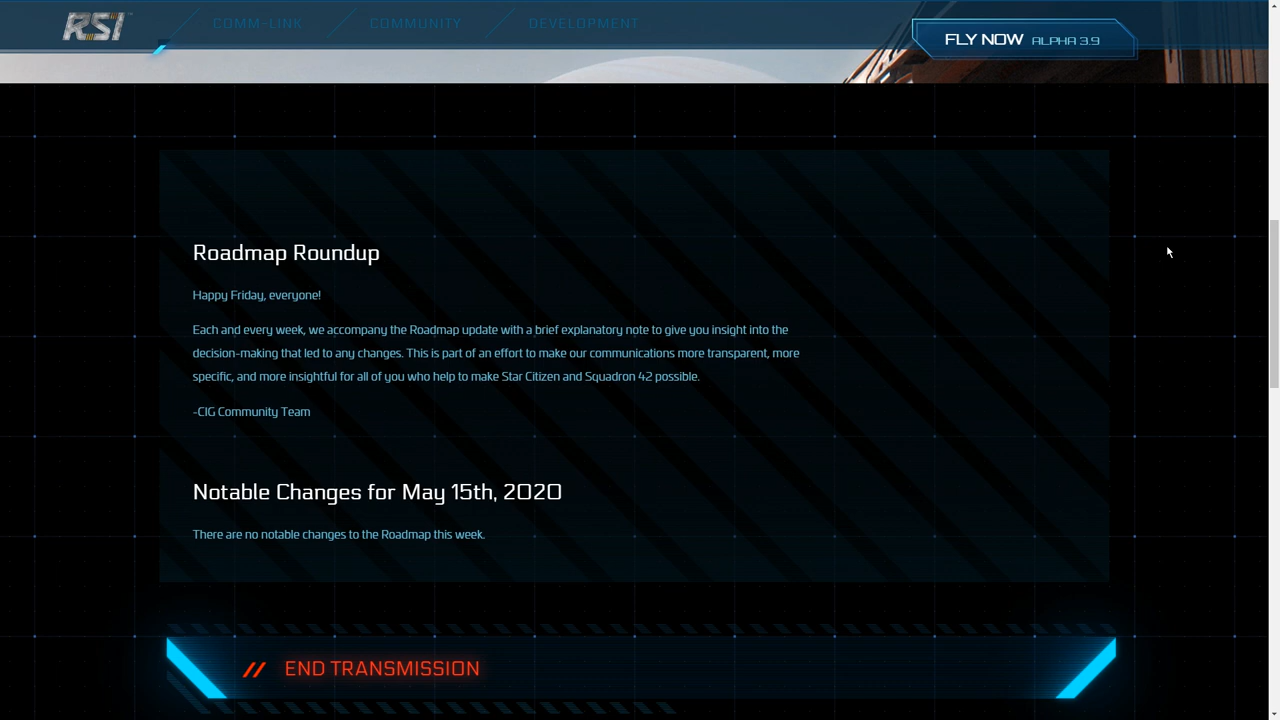 RSI
COMM-LINK
COMMUNITY
DEVELOPMENT
FLY NOW ALPHA 3.9
Roadmap Roundup
Happy Friday, everyone!
Each and every week, we accompany the Roadmap update with a brief explanatory note to give you insight into the
decision-making that led to any changes. This is part of an effort to make our communications more transparent, more
specific, and more insightful for all of you who help to make Star Citizen and Squadron 42 possible.
-CIG Community Team
Notable Changes for May 15th, 2020
There are no notable changes to the Roadmap this week.
// END TRANSMISSION